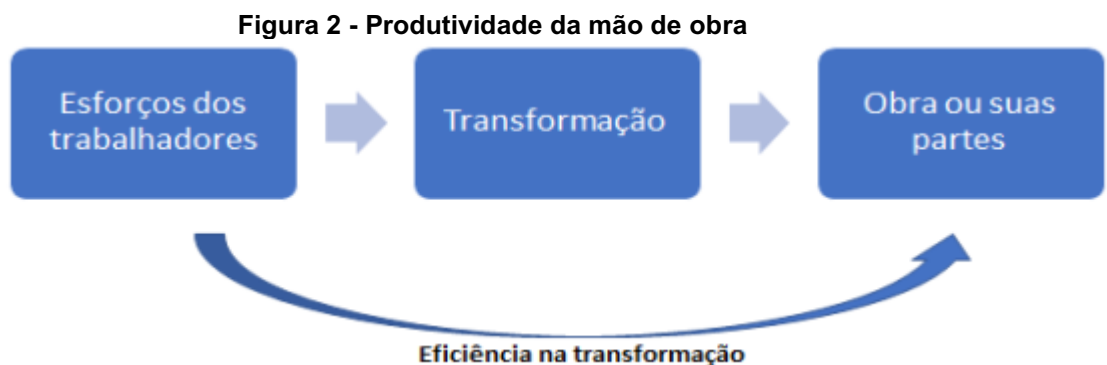 Figura 2 - Produtividade da mão de obra
Esforços dos
trabalhadores
Transformação
Obra ou suas
partes
Eficiência na transformação